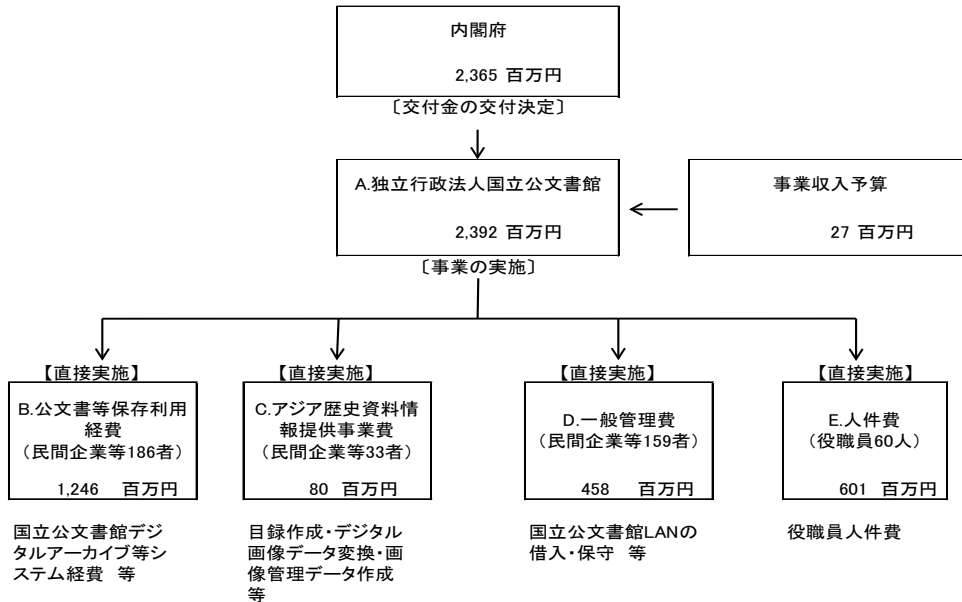 内閣府
2,365 百万円
〔交付金の交付決定〕
A.独立行政法人国立公文書館
2,392 百万円
〔事業の実施〕
事業収入予算
27 百万円
【直接実施】
B.公文書等保存利用
経費
（民間企業等186者）
1,246 百万円
国立公文書館デジ
タルアーカイブ等シ
ステム経費 等
【直接実施】
C.アジア歴史資料情
報提供事業費
（民間企業等33者）
80 百万円
目録作成・デジタル
画像データ変換・画
像管理データ作成
等
【直接実施】
D.一般管理費
（民間企業等159者）
458 百万円
国立公文書館LANの
借入・保守 等
【直接実施】
E.人件費
（役職員60人）
601 百万円
役職員人件費